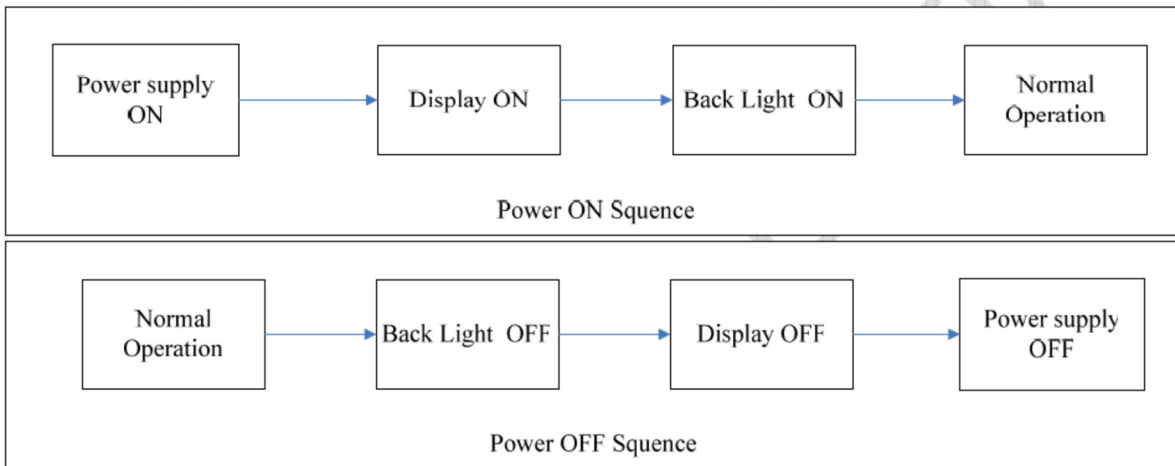 Power supply
ON
Display ON
Back Light ON
Normal
Operation
Power ON Squence
Normal
Operation
Back Light OFF
Display OFF
Power supply
OFF
Power OFF Squence